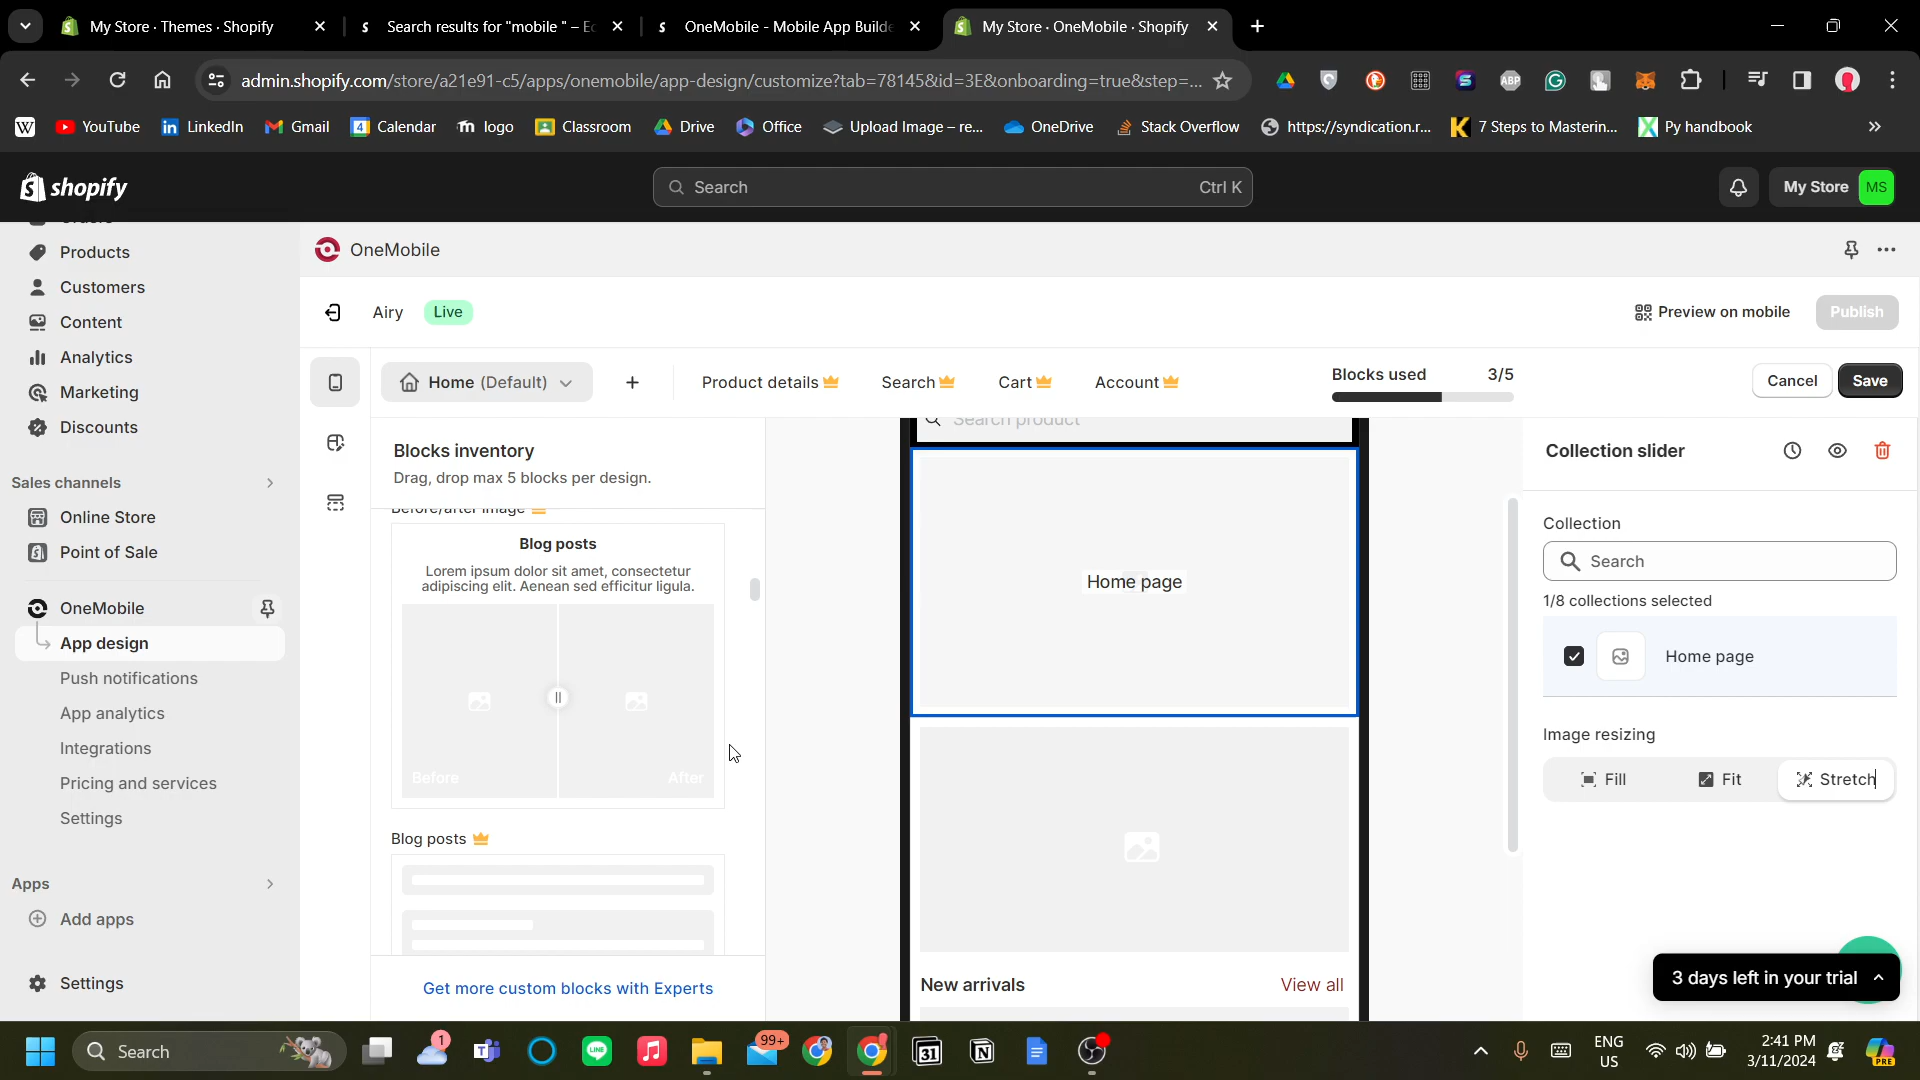 My Store · Themes · Shopify
Search results for "mobile " – Ec
OneMobile - Mobile App Builde
My Store · OneMobile · Shopify
admin.shopify.com/store/a21e91-c5/apps/onemobile/app-design/customize?tab=78145&id=3E&onboarding=true&step=...
YouTube
LinkedIn
Gmail
Calendar
logo
Classroom
Drive
Office
Upload Image – re...
OneDrive
Stack Overflow
https://syndication.r...
7 Steps to Masterin...
Py handbook
shopify
Search
Ctrl K
My Store
MS
Orders
Products
Customers
Content
Analytics
Marketing
Discounts
Sales channels
Online Store
Point of Sale
OneMobile
App design
Push notifications
App analytics
Integrations
Pricing and services
Settings
Apps
Add apps
Settings
OneMobile
Airy
Live
Preview on mobile
Publish
Home (Default)
Product details
Search
Cart
Account
Blocks used
3/5
Cancel
Save
Blocks inventory
Drag, drop max 5 blocks per design.
Before/after image
Blog posts
Lorem ipsum dolor sit amet, consectetur
adipiscing elit. Aenean sed efficitur ligula.
Before
After
Blog posts
Get more custom blocks with Experts
Search product
Home page
New arrivals
View all
Collection slider
Collection
Search
1/8 collections selected
Home page
Image resizing
Fill
Fit
Stretch
3 days left in your trial
Search
1
99+
31
ENG
US
2:41 PM
3/11/2024
PRE